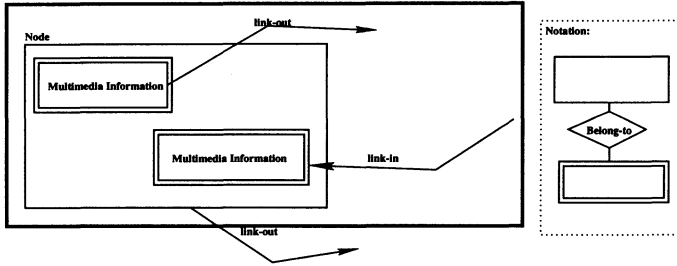 link-out
Node
Multimedia Information
Multimedia Information
link-in
link-out
Notation:
Belong-to